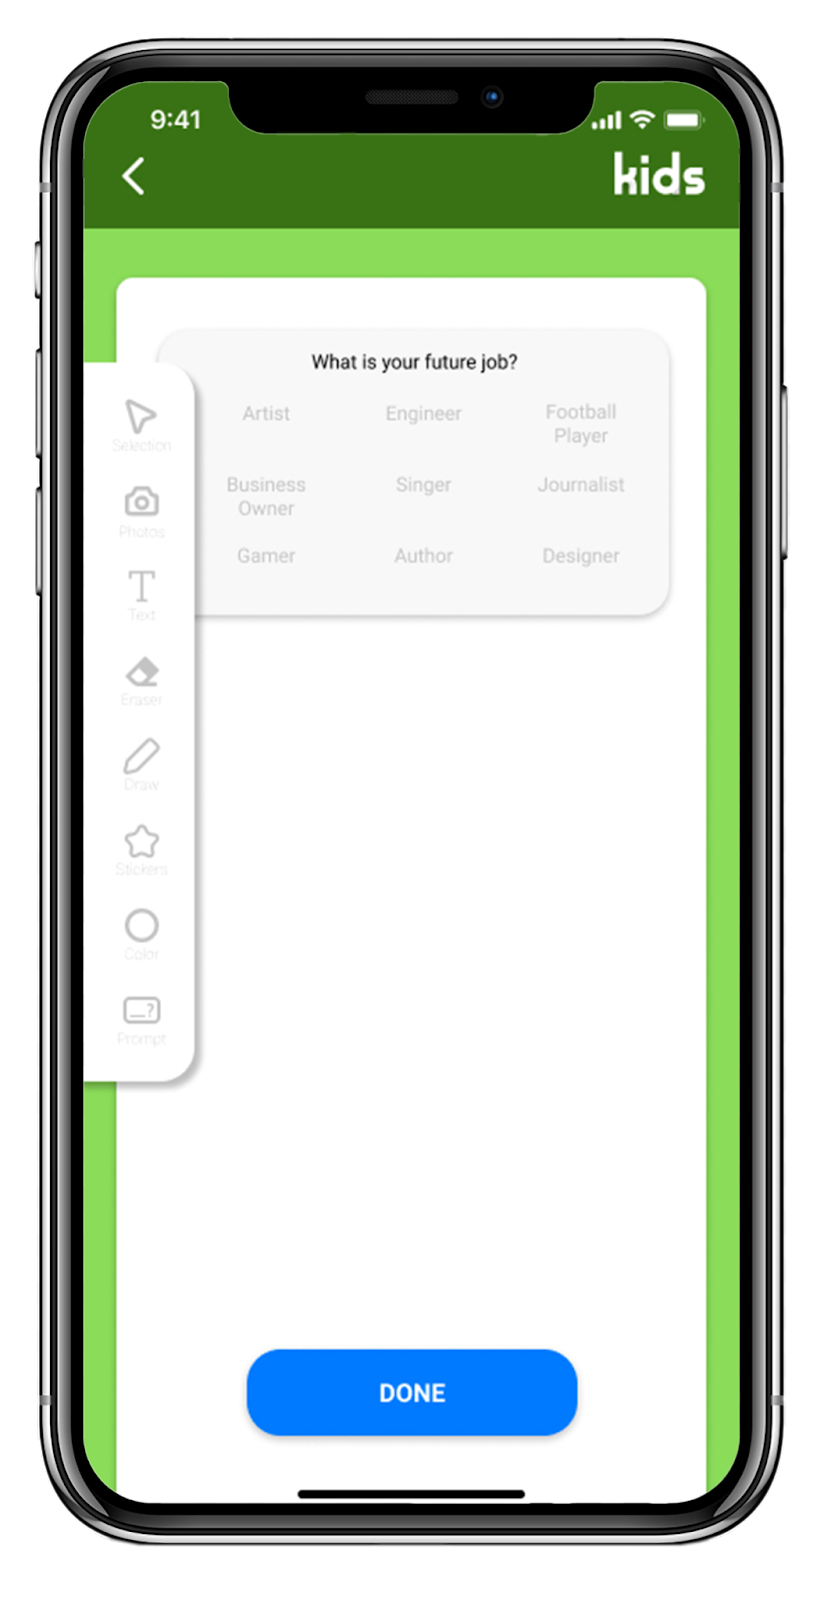 9:41
kids
What is your future job?
Artist
Engineer
Football
Player
Business
Owner
Singer
Journalist
Gamer
Author
Designer
Selection
Photos
Text
Eraser
Draw
Stickers
Color
...?
Prompt
DONE